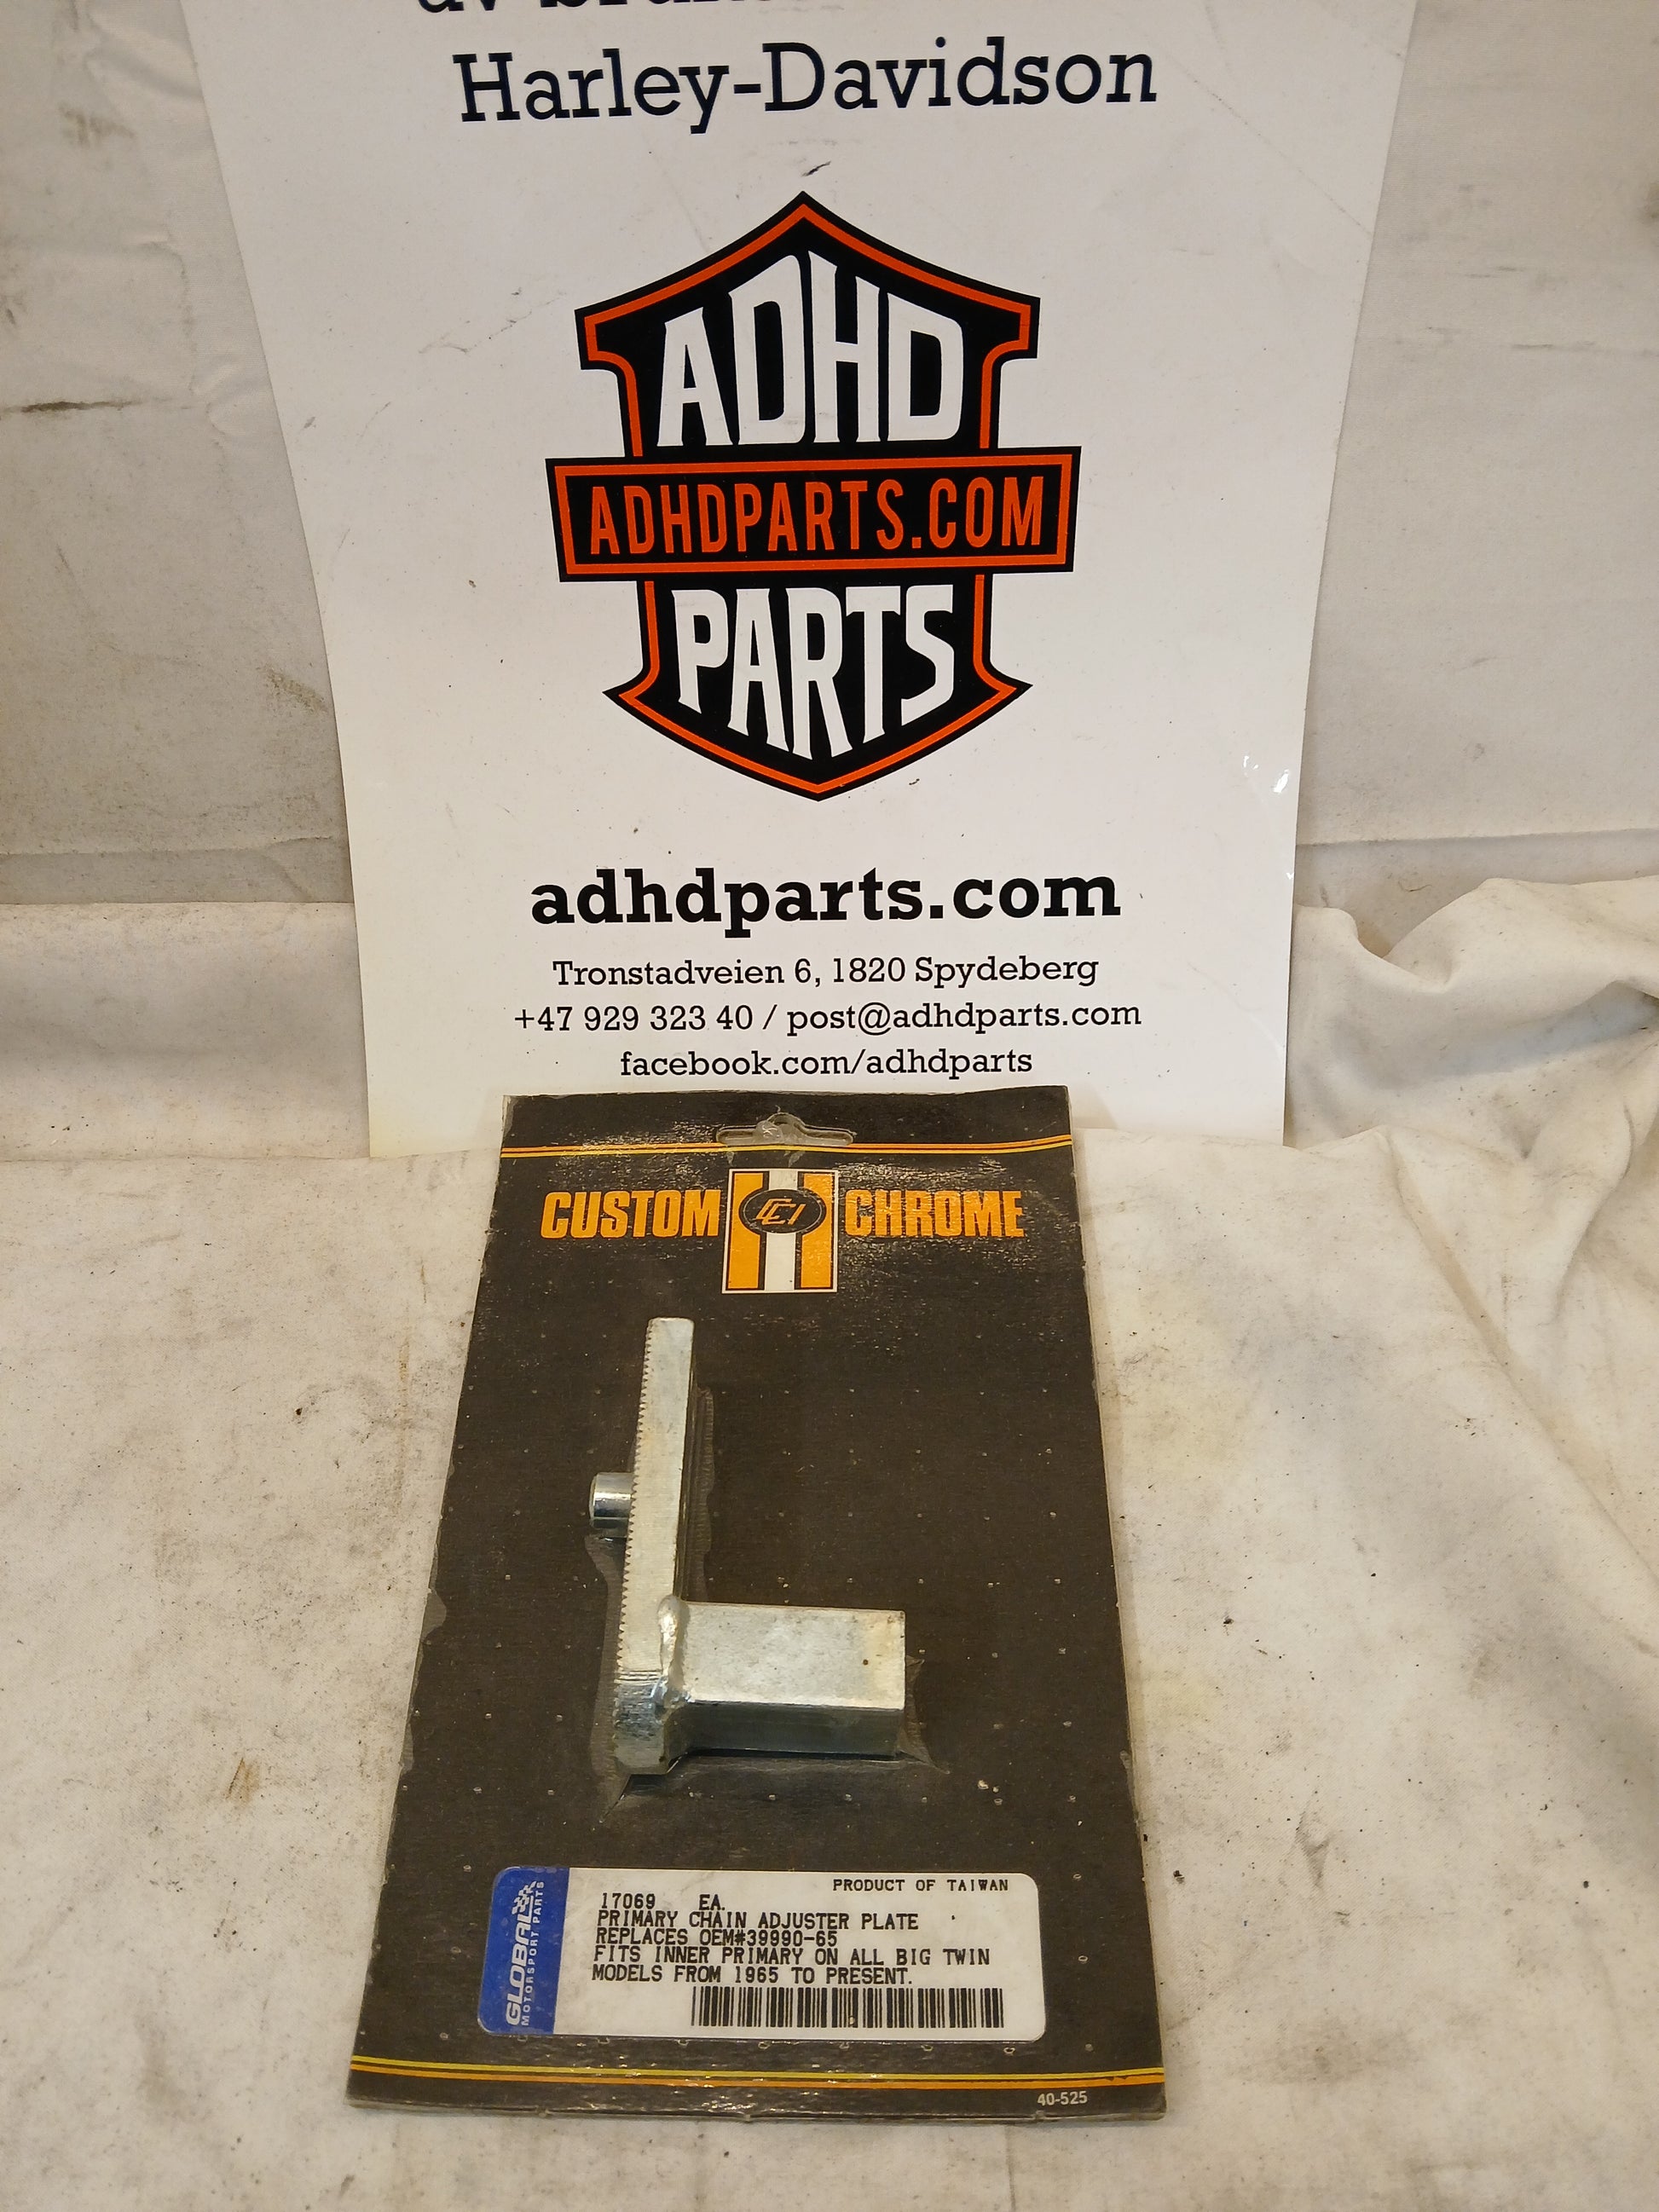 Harley-Davidson
ADHD
ADHDPARTS.COM
PARTS
adhdparts.com
Tronstadveien 6, 1820 Spydeberg
+47 929 323 40 / post@adhdparts.com
facebook.com/adhdparts
CUSTOM CCI CHROME
PRODUCT OF TAIWAN
17069 EA.
PRIMARY CHAIN ADJUSTER PLATE
REPLACES OEM#39990-65
FITS INNER PRIMARY ON ALL BIG TWIN
MODELS FROM 1965 TO PRESENT.
GLOBAL
MOTORSPORT PARTS
40-525